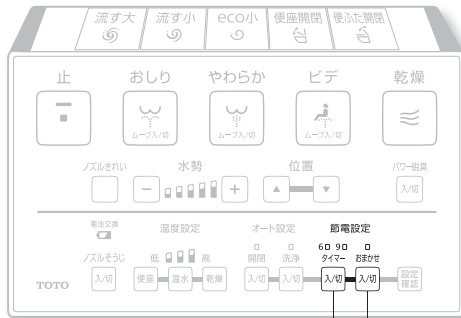 流す大 流す小 eco小 便座開閉 便ふた開閉
止 おしり やわらか ビデ 乾燥
ムーブ入/切 ムーブ入/切 ムーブ入/切
ノズルきれい 水勢 位置 パワー脱臭
− + ▲ ▼ 入/切
電池交換 温度設定 オート設定 節電設定
6 9
ノズルそうじ 低 高 開閉 洗浄 タイマー おまかせ
TOTO 入/切 便座 温水 乾燥 入/切 入/切 入/切 入/切 設定確認